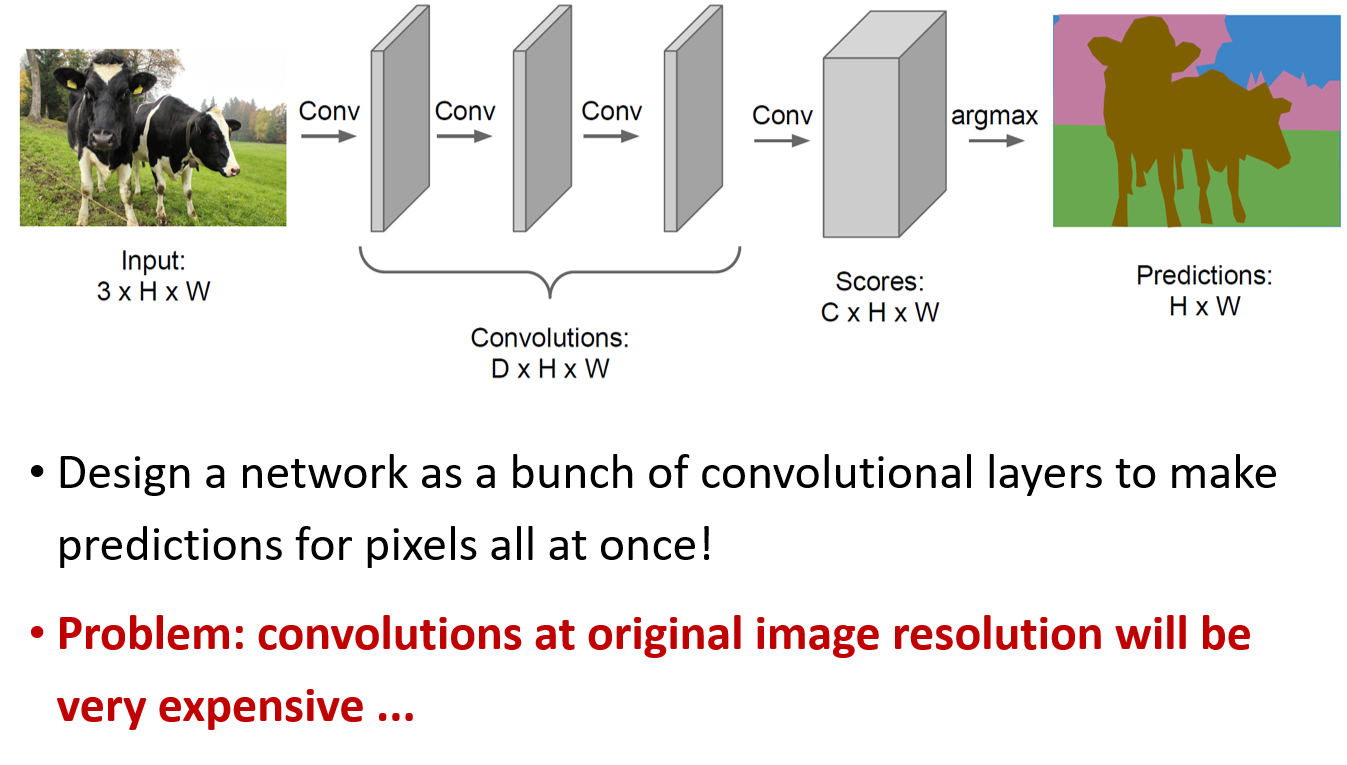 Conv
Conv
Conv
Conv
argmax
Input:
3 x H x W
Convolutions:
D x H x W
Scores:
C x H x W
Predictions:
H x W
• Design a network as a bunch of convolutional layers to make
predictions for pixels all at once!
• Problem: convolutions at original image resolution will be
very expensive ...